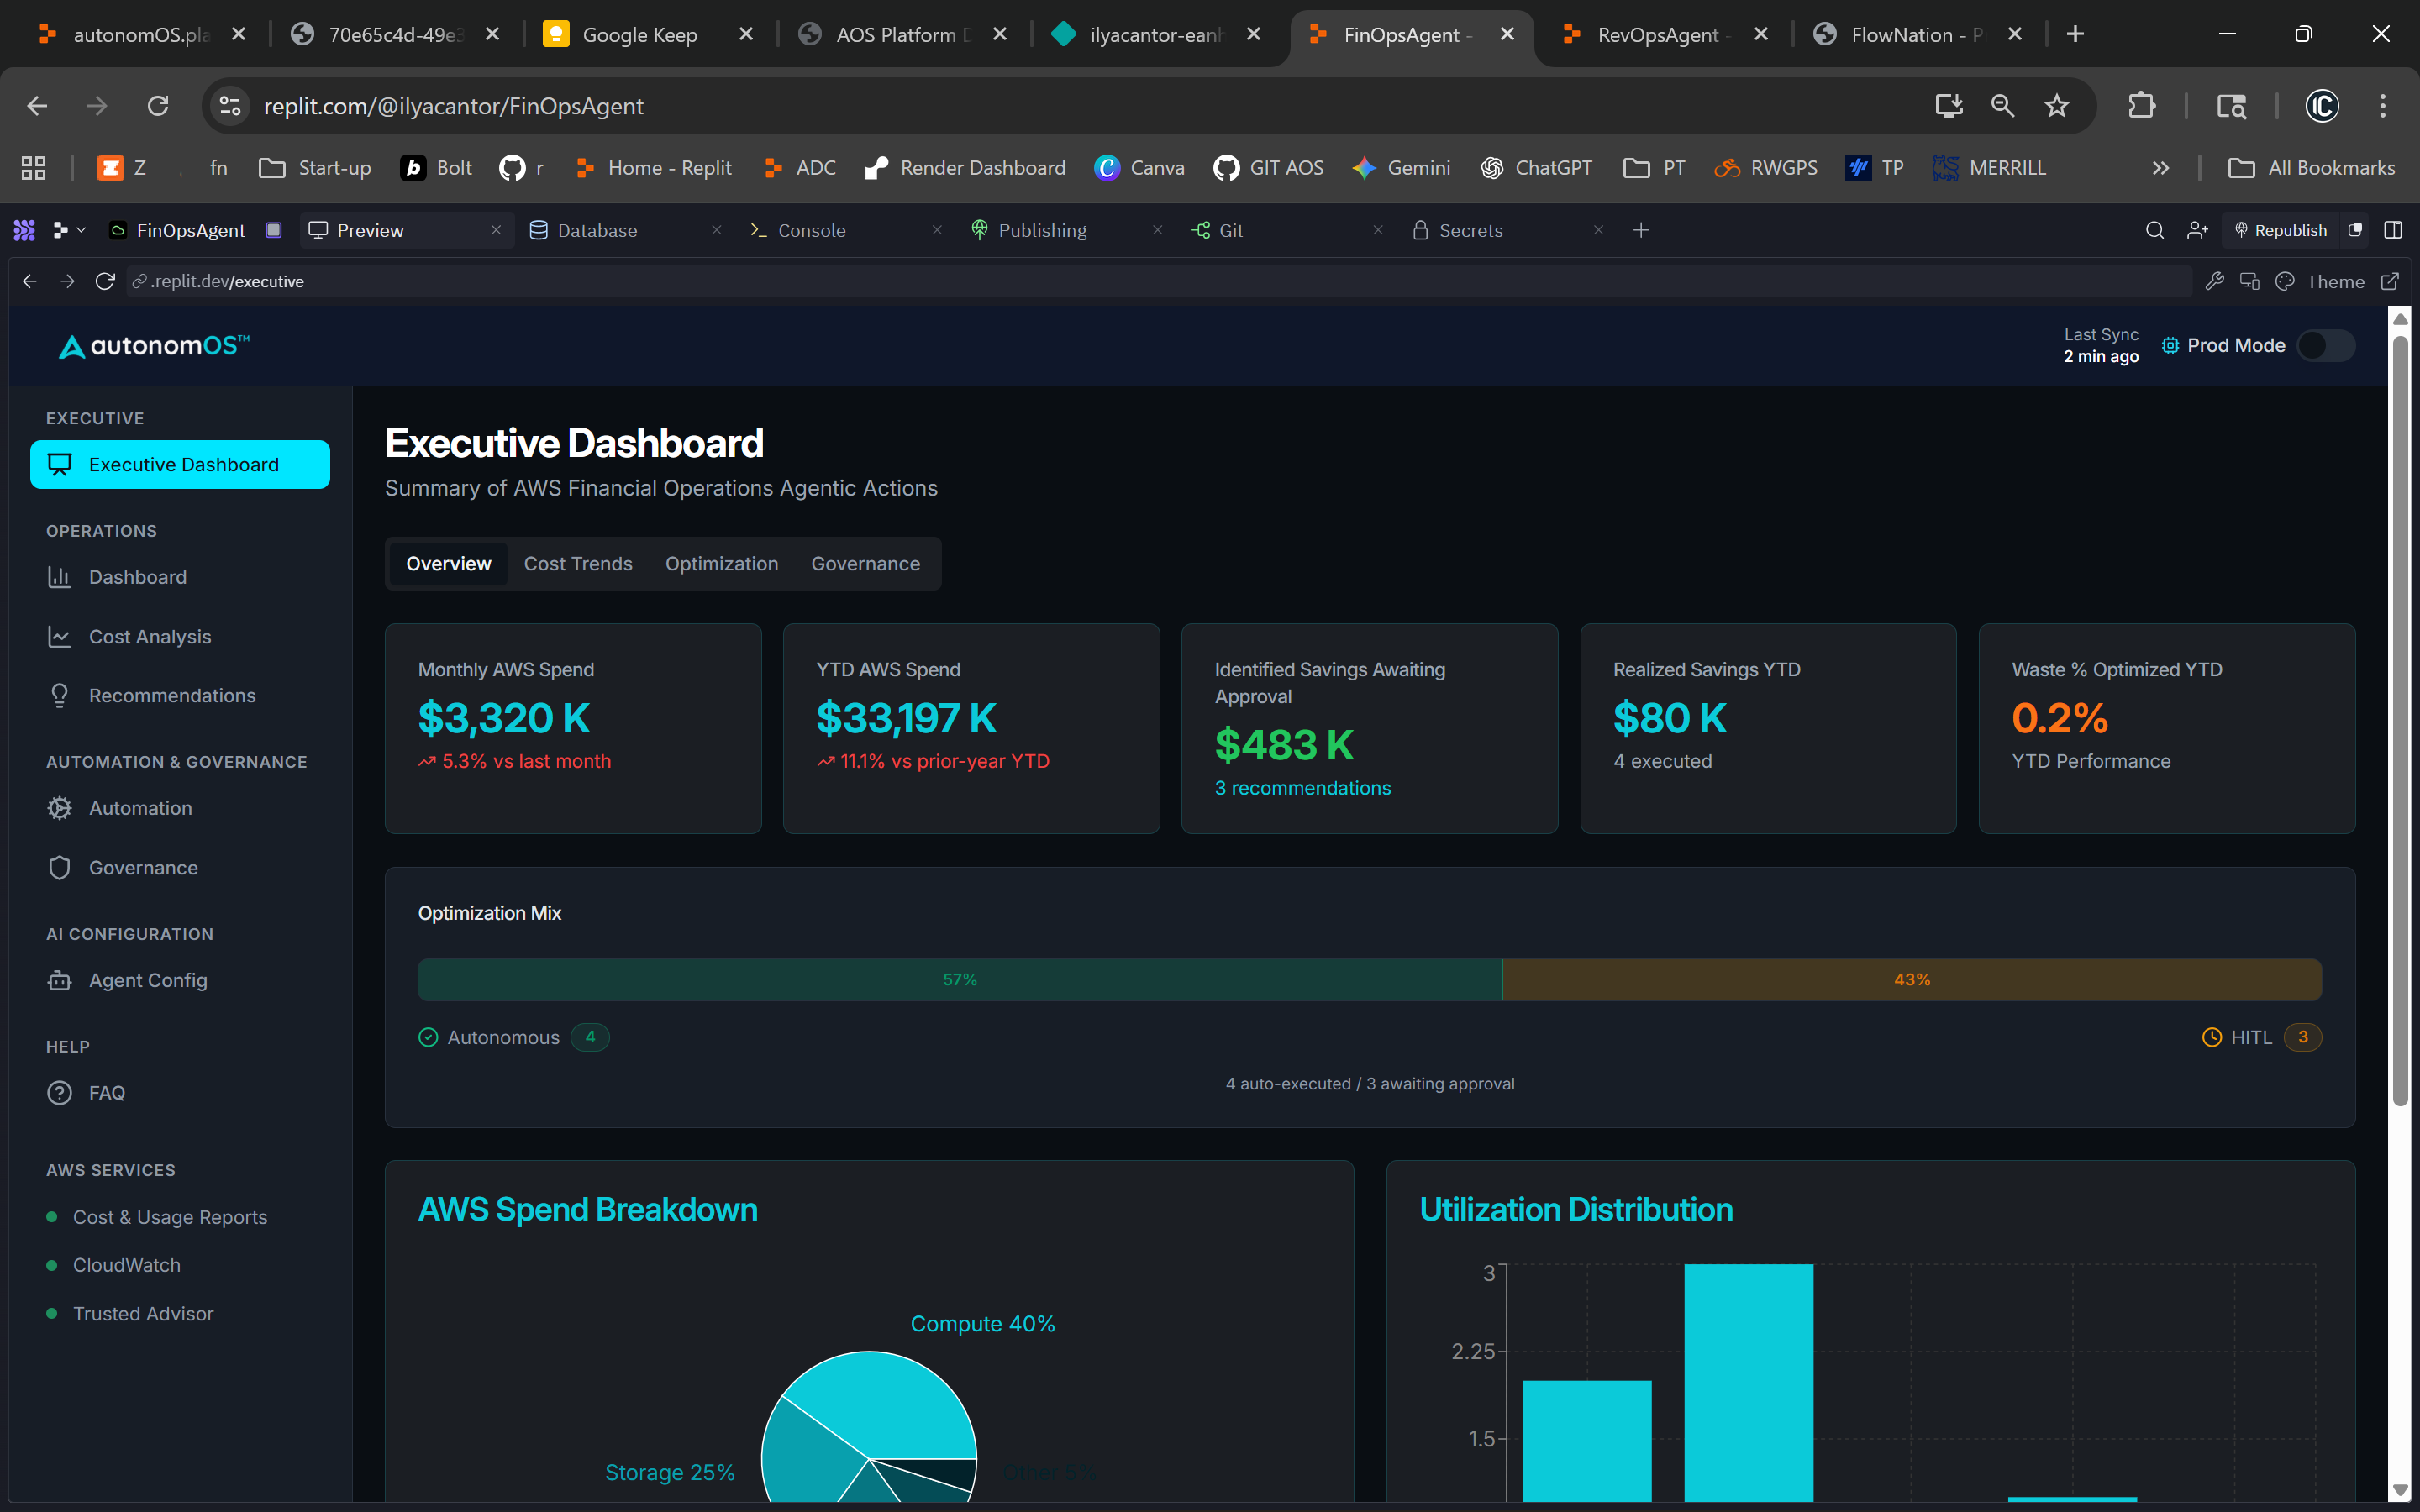 autonomOS.pla
70e65c4d-49e3
Google Keep
AOS Platform D
ilyacantor-eanh
FinOpsAgent -
RevOpsAgent -
FlowNation - P
replit.com/@ilyacantor/FinOpsAgent
IC
Z
fn
Start-up
b Bolt
r
Home - Replit
ADC
Render Dashboard
Canva
GIT AOS
Gemini
ChatGPT
PT
RWGPS
TP
MERRILL
All Bookmarks
FinOpsAgent
Preview
Database
Console
Publishing
Git
Secrets
Republish
.replit.dev/executive
Theme
autonomOS™
Last Sync
2 min ago
Prod Mode
EXECUTIVE
Executive Dashboard
OPERATIONS
Dashboard
Cost Analysis
Recommendations
AUTOMATION & GOVERNANCE
Automation
Governance
AI CONFIGURATION
Agent Config
HELP
FAQ
AWS SERVICES
Cost & Usage Reports
CloudWatch
Trusted Advisor
Executive Dashboard
Summary of AWS Financial Operations Agentic Actions
Overview
Cost Trends
Optimization
Governance
Monthly AWS Spend
$3,320 K
5.3% vs last month
YTD AWS Spend
$33,197 K
11.1% vs prior-year YTD
Identified Savings Awaiting
Approval
$483 K
3 recommendations
Realized Savings YTD
$80 K
4 executed
Waste % Optimized YTD
0.2%
YTD Performance
Optimization Mix
57%
43%
Autonomous 4
HITL 3
4 auto-executed / 3 awaiting approval
AWS Spend Breakdown
Compute 40%
Storage 25%
Other 5%
Utilization Distribution
3
2.25
1.5